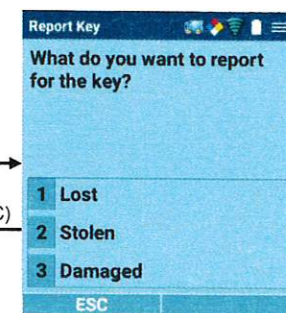 Report Key
What do you want to report
for the key?
1 Lost
C)
2 Stolen
3 Damaged
ESC